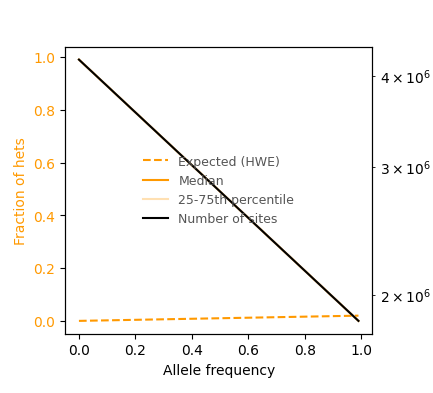 1.0
0.8
0.6
0.4
0.2
0.0
Fraction of hets
4 × 10⁶
3 × 10⁶
2 × 10⁶
Expected (HWE)
Median
25-75th percentile
Number of sites
0.0 0.2 0.4 0.6 0.8 1.0
Allele frequency